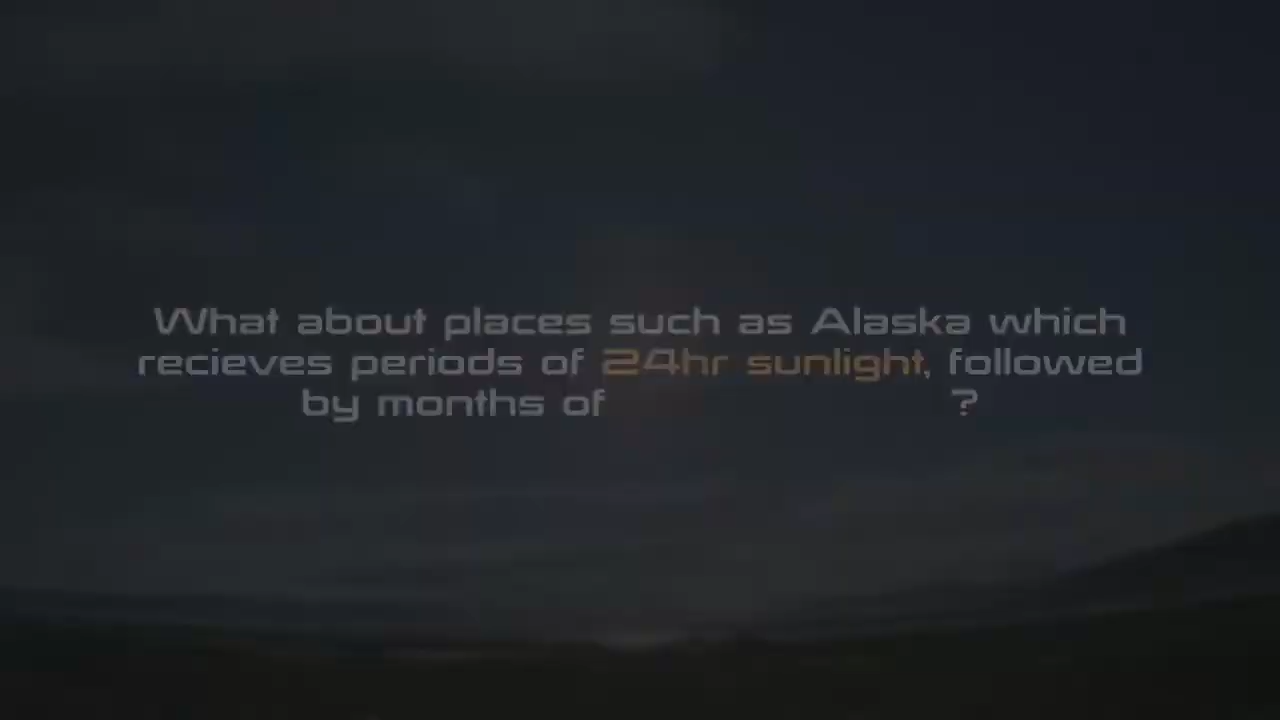 What about places such as Alaska which
recieves periods of 24hr sunlight, followed
by months of ?